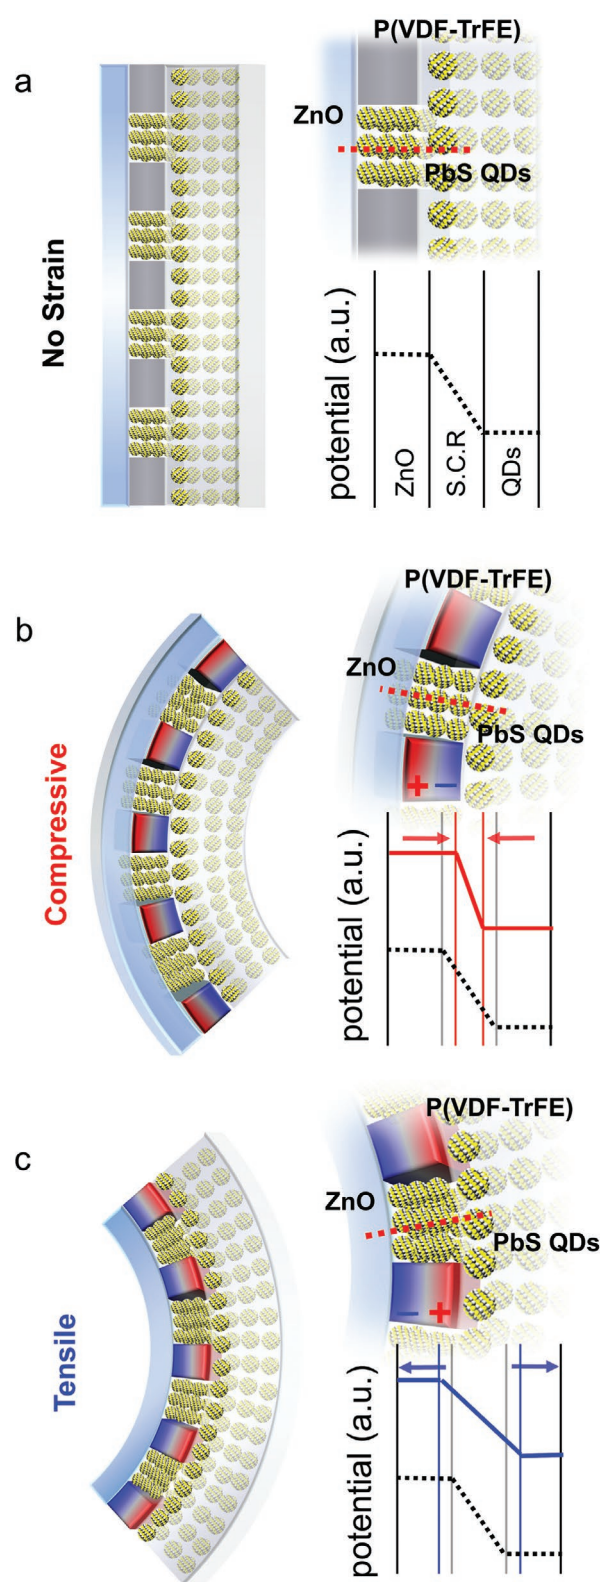 a
No Strain
P(VDF-TrFE)
ZnO
PbS QDs
potential (a.u.)
ZnO
S.C.R
QDs
b
Compressive
P(VDF-TrFE)
ZnO
PbS QDs
+ −
potential (a.u.)
c
Tensile
P(VDF-TrFE)
ZnO
PbS QDs
− +
potential (a.u.)